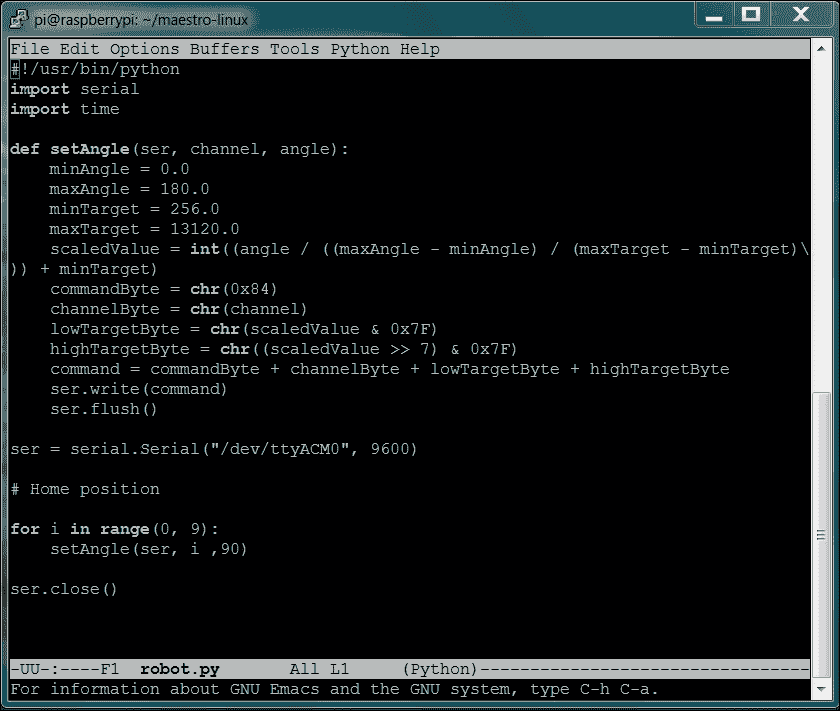 pi@raspberrypi: ~/maestro-linux
File Edit Options Buffers Tools Python Help
#!/usr/bin/python
import serial
import time

def setAngle(ser, channel, angle):
    minAngle = 0.0
    maxAngle = 180.0
    minTarget = 256.0
    maxTarget = 13120.0
    scaledValue = int((angle / ((maxAngle - minAngle) / (maxTarget - minTarget)\
)) + minTarget)
    commandByte = chr(0x84)
    channelByte = chr(channel)
    lowTargetByte = chr(scaledValue & 0x7F)
    highTargetByte = chr((scaledValue >> 7) & 0x7F)
    command = commandByte + channelByte + lowTargetByte + highTargetByte
    ser.write(command)
    ser.flush()

ser = serial.Serial("/dev/ttyACM0", 9600)

# Home position

for i in range(0, 9):
    setAngle(ser, i ,90)

ser.close()

-UU-:----F1  robot.py       All L1     (Python)---------------------------------
For information about GNU Emacs and the GNU system, type C-h C-a.